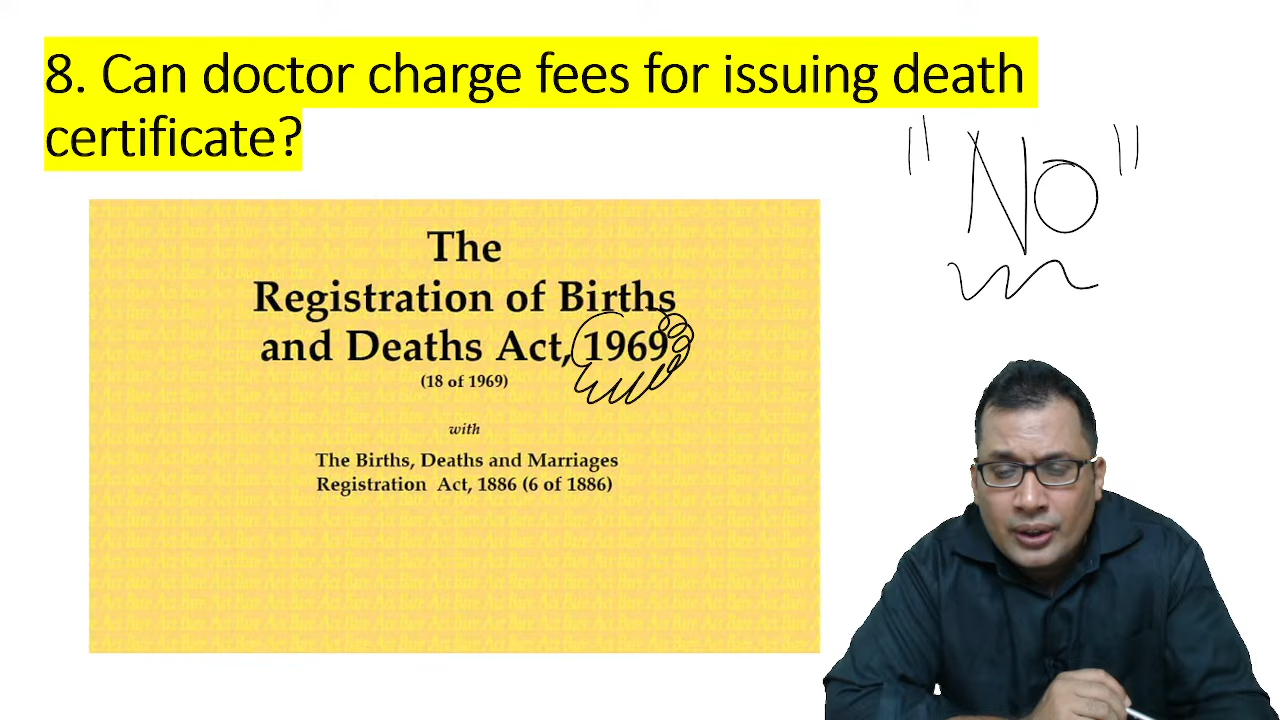 8. Can doctor charge fees for issuing death
certificate?
"NO"
The
Registration of Births
and Deaths Act, 1969
(18 of 1969)
with
The Births, Deaths and Marriages
Registration Act, 1886 (6 of 1886)